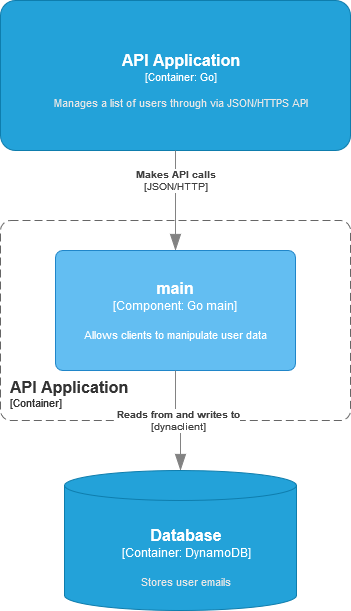 API Application
[Container: Go]
Manages a list of users through via JSON/HTTPS API
Makes API calls
[JSON/HTTP]
main
[Component: Go main]
Allows clients to manipulate user data
API Application
[Container]
Reads from and writes to
[dynaclient]
Database
[Container: DynamoDB]
Stores user emails